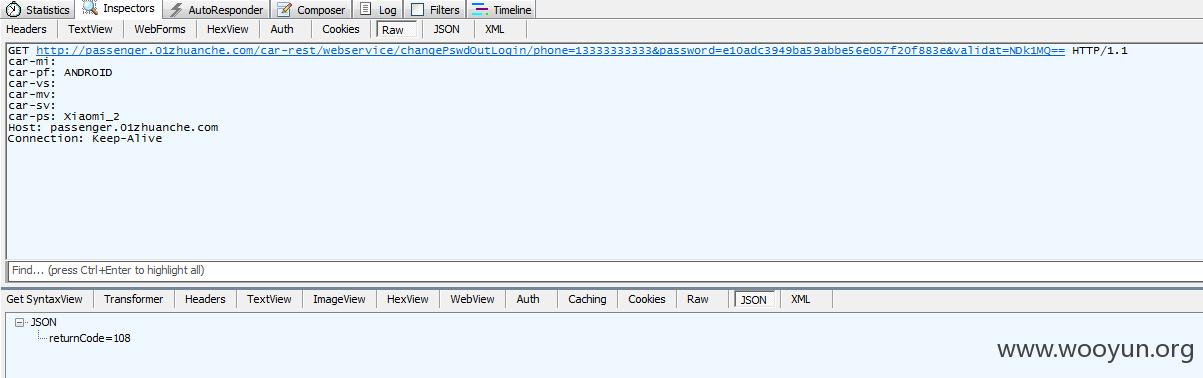 Statistics Inspectors AutoResponder Composer Log Filters Timeline
Headers TextView WebForms HexView Auth Cookies Raw JSON XML
GET http://passenger.01zhuanche.com/car-rest/webservice/changePswdOutLogin/phone=13333333333&password=e10adc3949ba59abbe56e057f20f883e&validat=NDk1MQ== HTTP/1.1
car-mi:
car-pf: ANDROID
car-vs:
car-mv:
car-sv:
car-ps: Xiaomi_2
Host: passenger.01zhuanche.com
Connection: Keep-Alive
Find... (press Ctrl+Enter to highlight all)
Get SyntaxView Transformer Headers TextView ImageView HexView WebView Auth Caching Cookies Raw JSON XML
JSON
returnCode=108
www.wooyun.org